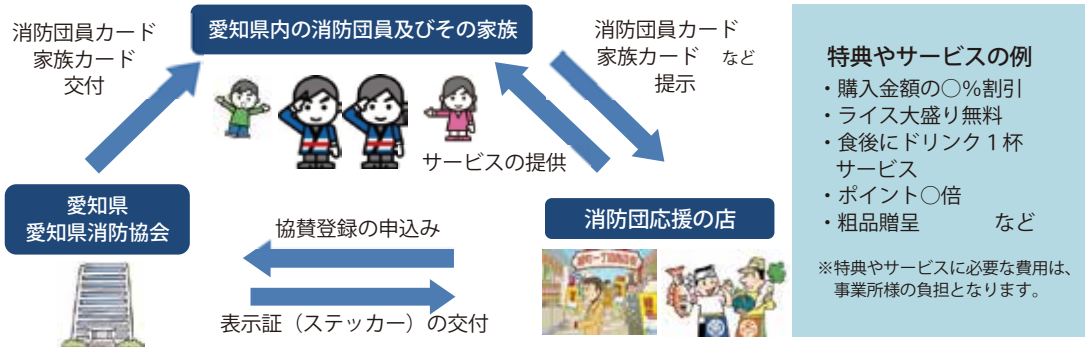 愛知県内の消防団員及びその家族
消防団員カード
家族カード
交付
消防団員カード
家族カード など
提示
サービスの提供
愛知県
愛知県消防協会
消防団応援の店
協賛登録の申込み
表示証（ステッカー）の交付
特典やサービスの例
・購入金額の○%割引
・ライス大盛り無料
・食後にドリンク１杯
サービス
・ポイント○倍
・粗品贈呈 など
※特典やサービスに必要な費用は、
事業所様の負担となります。